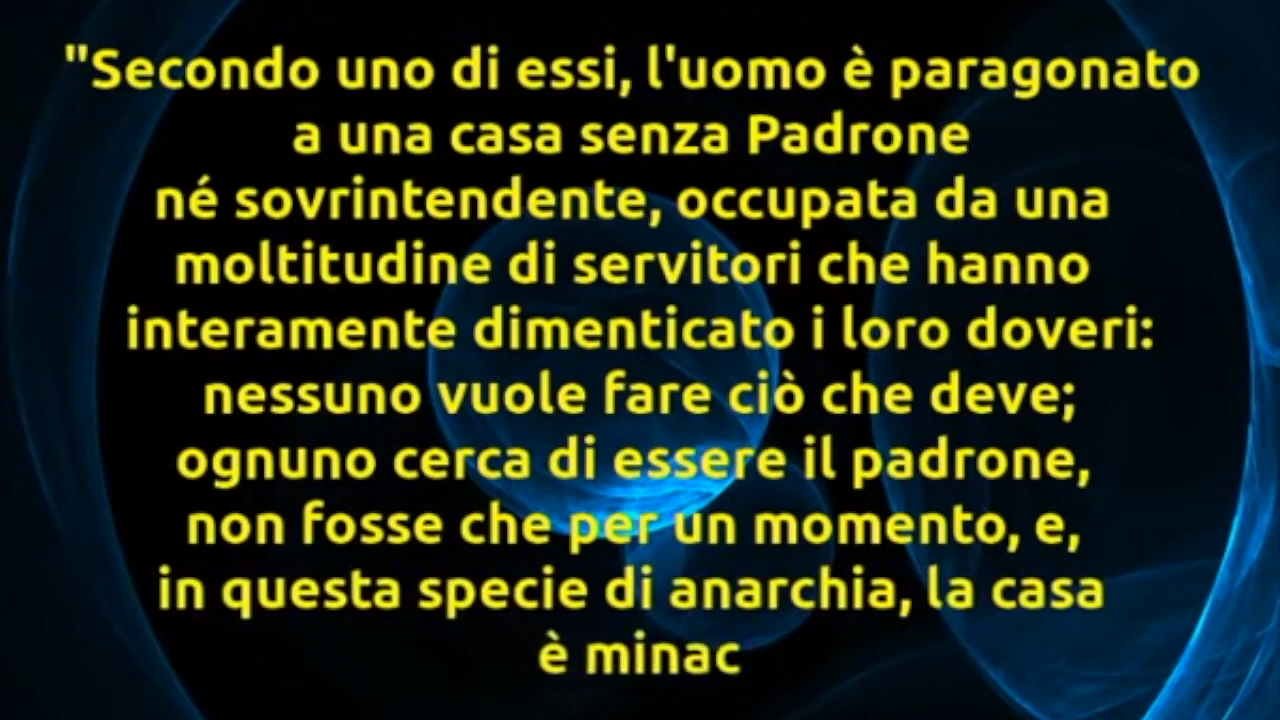 "Secondo uno di essi, l'uomo è paragonato
a una casa senza Padrone
né sovrintendente, occupata da una
moltitudine di servitori che hanno
interamente dimenticato i loro doveri:
nessuno vuole fare ciò che deve;
ognuno cerca di essere il padrone,
non fosse che per un momento, e,
in questa specie di anarchia, la casa
è minac